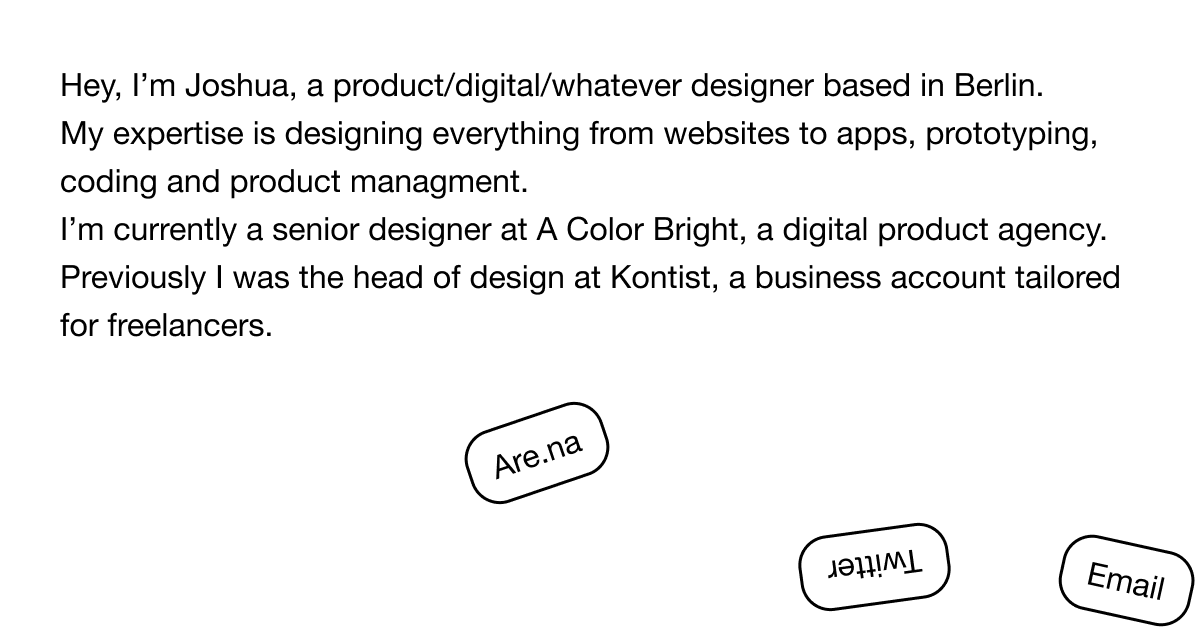 Hey, I’m Joshua, a product/digital/whatever designer based in Berlin.
My expertise is designing everything from websites to apps, prototyping,
coding and product managment.
I’m currently a senior designer at A Color Bright, a digital product agency.
Previously I was the head of design at Kontist, a business account tailored
for freelancers.
Are.na
Twitter
Email